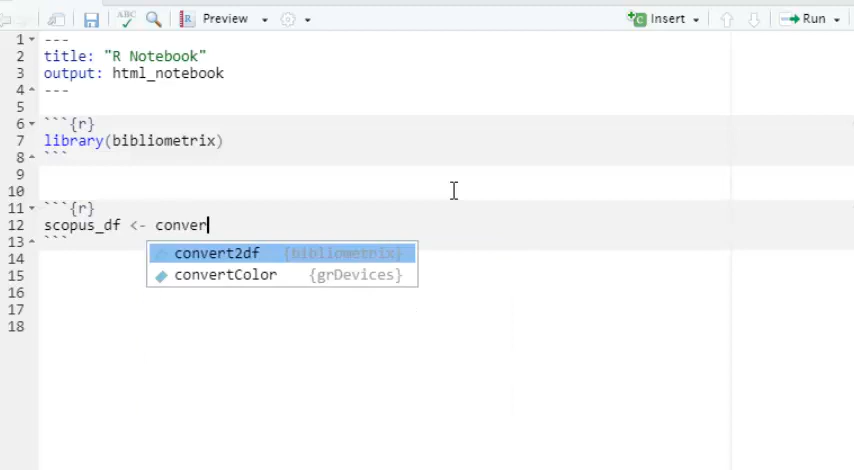 ABC Preview Insert Run
1 ---
2 title: "R Notebook"
3 output: html_notebook
4 ---
5
6 ```{r}
7 library(bibliometrix)
8 ```
9
10
11 ```{r}
12 scopus_df <- conver
13 ```
convert2df {bibliometrix}
14
convertColor {grDevices}
15
16
17
18